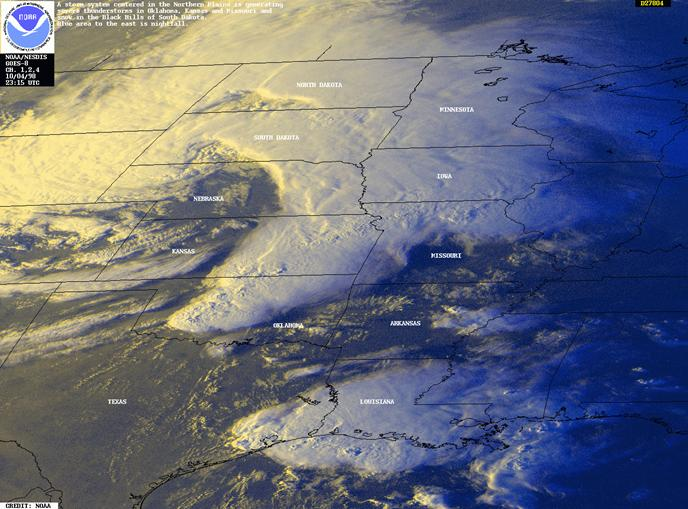 A storm system centered in the Northern Plains is generating
severe thunderstorms in Oklahoma, Kansas and Missouri and
snow in the Black Hills of South Dakota.
Blue area to the east is nightfall.
D27804
NOAA
NOAA/NESDIS
GOES-8
CH. 1,2,4
10/04/98
23:15 UTC
NORTH DAKOTA
MINNESOTA
SOUTH DAKOTA
IOWA
NEBRASKA
KANSAS
MISSOURI
OKLAHOMA
ARKANSAS
TEXAS
LOUISIANA
CREDIT: NOAA